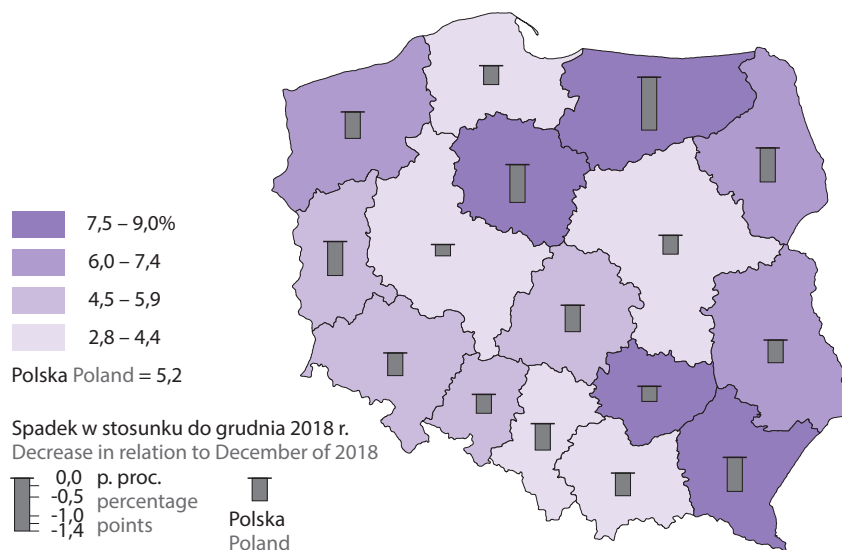 7,5 – 9,0%
6,0 – 7,4
4,5 – 5,9
2,8 – 4,4
Polska Poland = 5,2
Spadek w stosunku do grudnia 2018 r.
Decrease in relation to December of 2018
0,0
-0,5
-1,0
-1,4
p. proc.
percentage
points
Polska
Poland